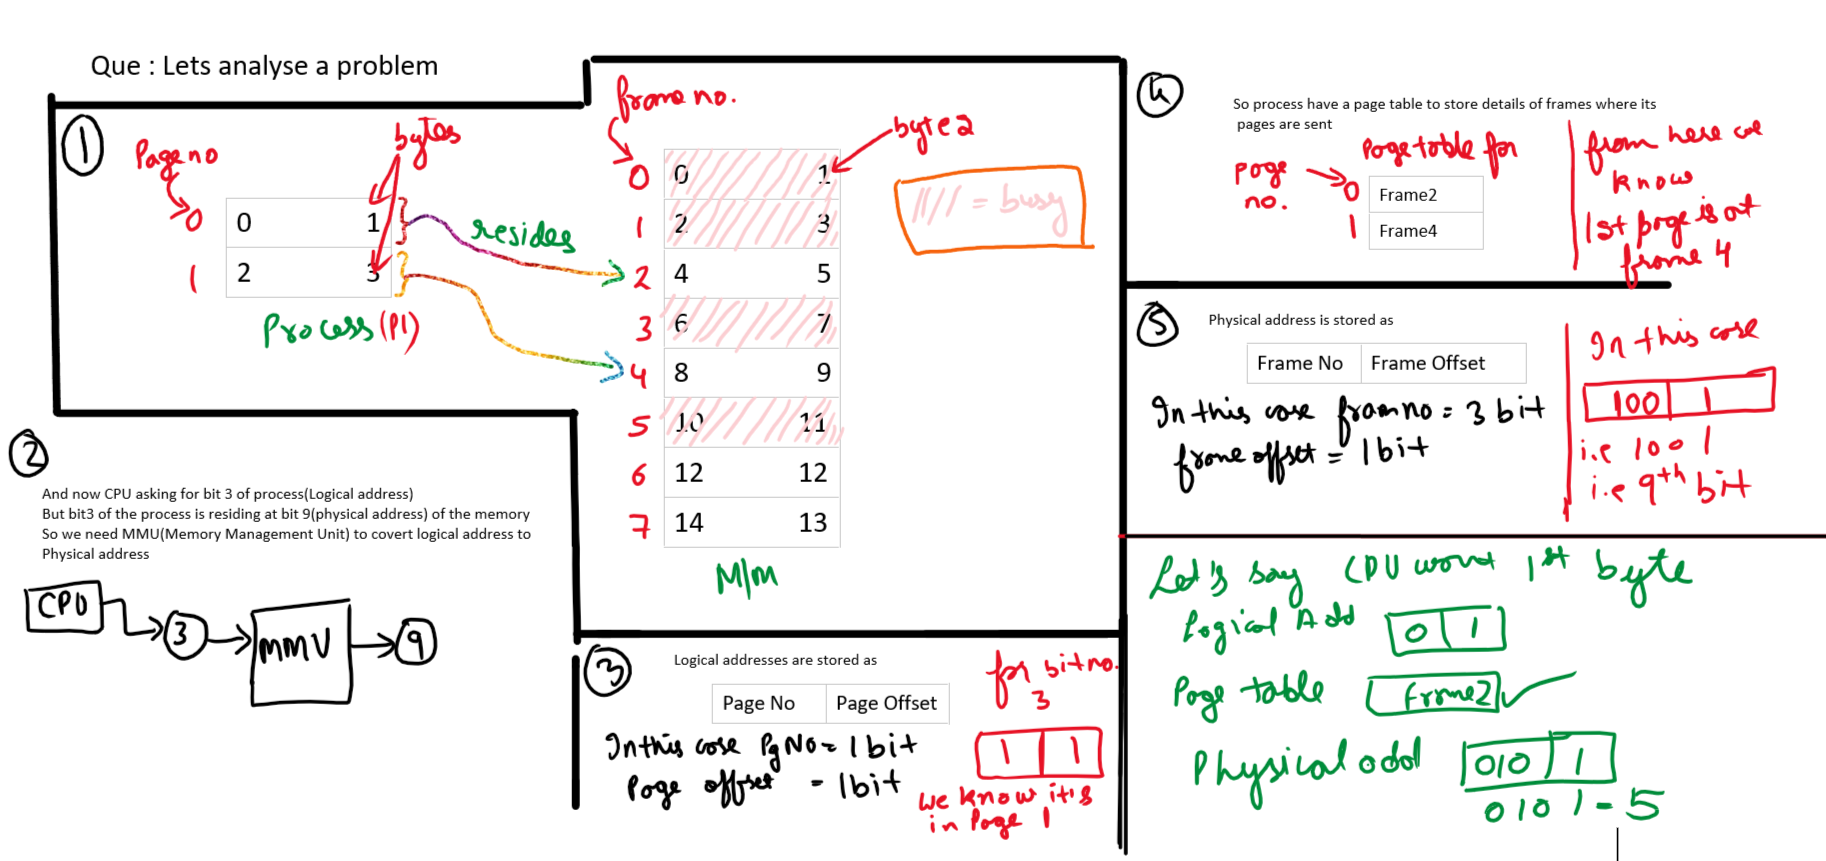 Que : Lets analyse a problem
1
Page no
bytes
0
0 1
1
2 3
Process (P1)
resides
frame no.
byte 2
0
0 1
1
2 3
2
4 5
3
6 7
4
8 9
5
10 11
6
12 12
7
14 13
M/m
//// = busy
2
And now CPU asking for bit 3 of process(Logical address)
But bit3 of the process is residing at bit 9(physical address) of the memory
So we need MMU(Memory Management Unit) to covert logical address to
Physical address
CPU
3
MMU
9
3
Logical addresses are stored as
Page No Page Offset
In this case Pg No = 1 bit
Page offset = 1 bit
for bit no.
3
1 1
we know it's
in Page 1
4
So process have a page table to store details of frames where its
pages are sent
Page table for
page
no.
0 Frame2
1 Frame4
from here we
know
1st page is at
frame 4
5
Physical address is stored as
Frame No Frame Offset
In this case fram no = 3 bit
frame offset = 1 bit
In this case
100 1
i.e 1001
i.e 9th bit
Let's say CPU want 1st byte
Logical Add 0 1
Page table frame2
Physical add 010 1
0101 - 5